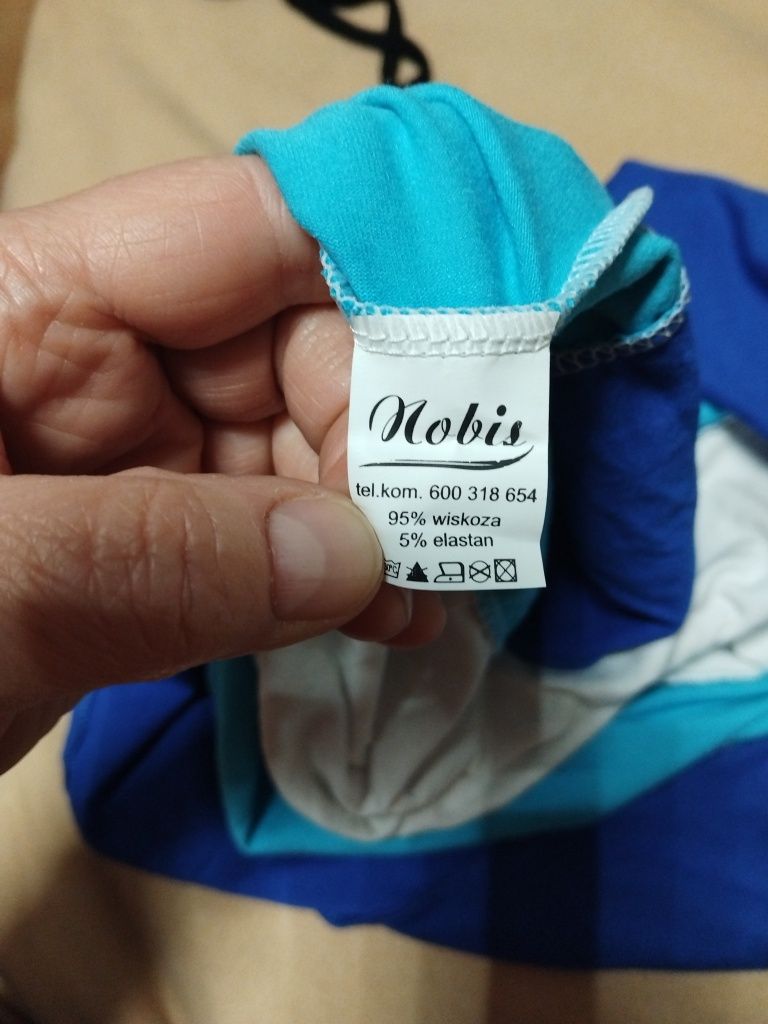 Nobis
tel.kom. 600 318 654
95% wiskoza
5% elastan